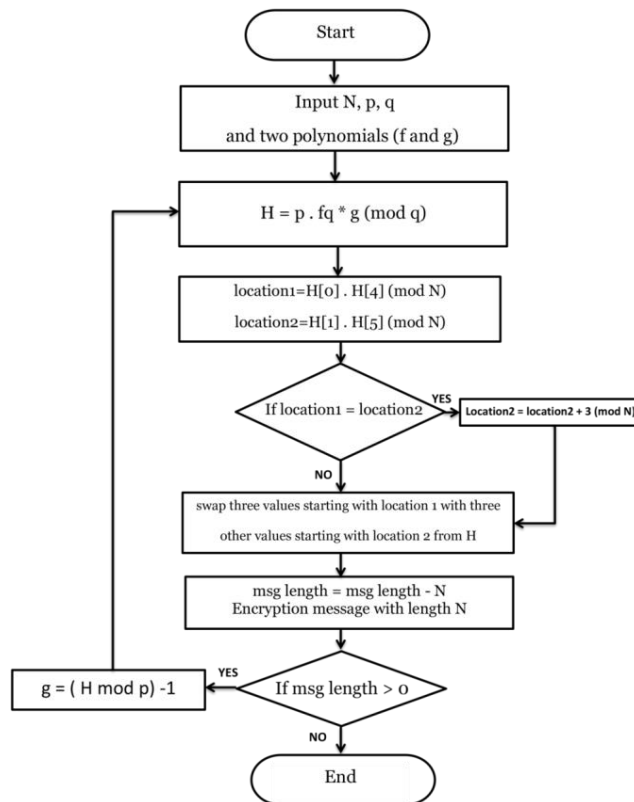 Start
Input N, p, q
and two polynomials (f and g)
H = p . fq * g (mod q)
location1=H[0] . H[4] (mod N)
location2=H[1] . H[5] (mod N)
If location1 = location2
YES
Location2 = location2 + 3 (mod N)
NO
swap three values starting with location 1 with three
other values starting with location 2 from H
msg length = msg length - N
Encryption message with length N
If msg length > 0
YES
g = ( H mod p) -1
NO
End